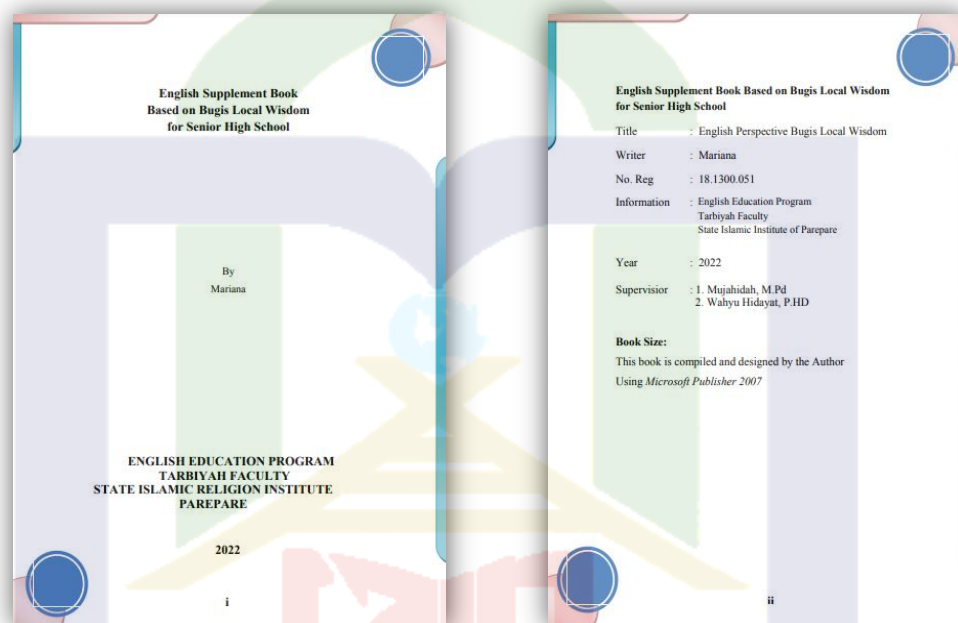 English Supplement Book
Based on Bugis Local Wisdom
for Senior High School
By
Mariana
ENGLISH EDUCATION PROGRAM
TARBIYAH FACULTY
STATE ISLAMIC RELIGION INSTITUTE
PAREPARE
2022
i
English Supplement Book Based on Bugis Local Wisdom
for Senior High School
Title : English Perspective Bugis Local Wisdom
Writer : Mariana
No. Reg : 18.1300.051
Information : English Education Program
Tarbiyah Faculty
State Islamic Institute of Parepare
Year : 2022
Supervisior : 1. Mujahidah, M.Pd
2. Wahyu Hidayat, P.HD
Book Size:
This book is compiled and designed by the Author
Using Microsoft Publisher 2007
ii